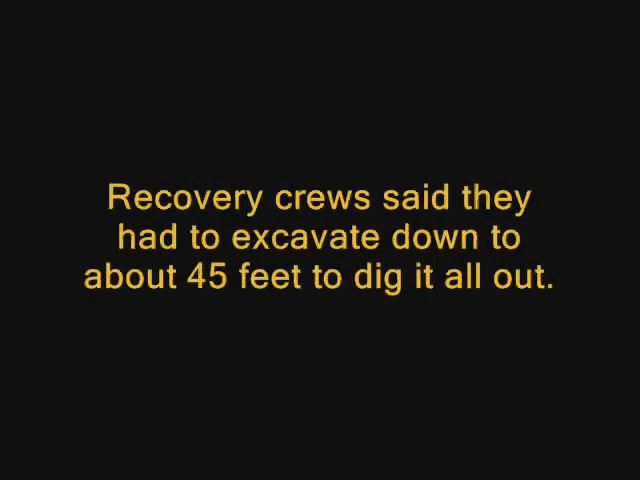 Recovery crews said they
had to excavate down to
about 45 feet to dig it all out.